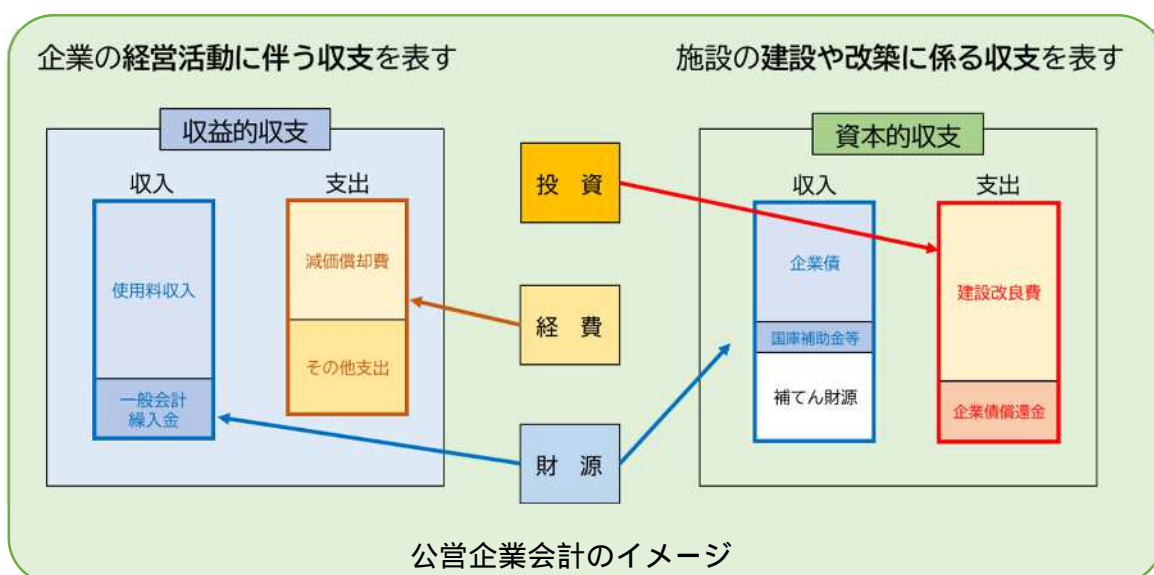 企業の経営活動に伴う収支を表す
収益的収支
収入
支出
使用料収入
一般会計
繰入金
減価償却費
その他支出
投 資
経 費
財 源
施設の建設や改築に係る収支を表す
資本的収支
収入
支出
企業債
国庫補助金等
補てん財源
建設改良費
企業債償還金
公営企業会計のイメージ